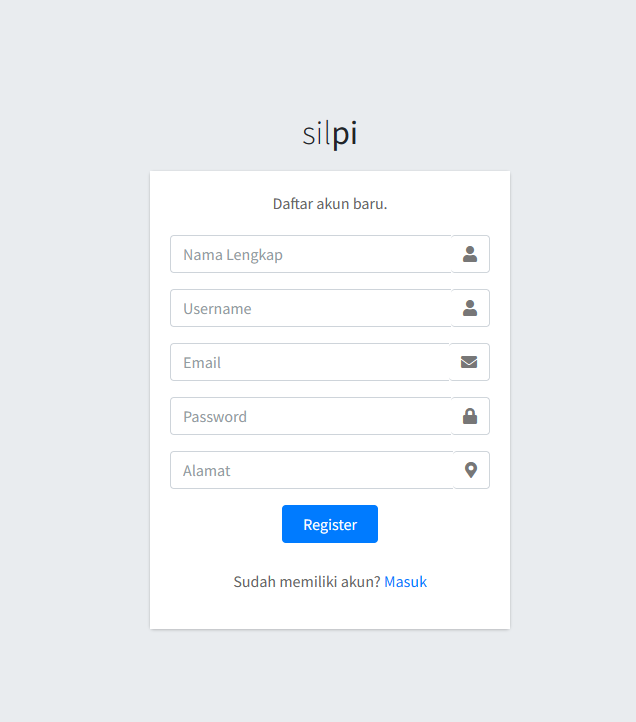 silpi
Daftar akun baru.
Nama Lengkap
Username
Email
Password
Alamat
Register
Sudah memiliki akun? Masuk